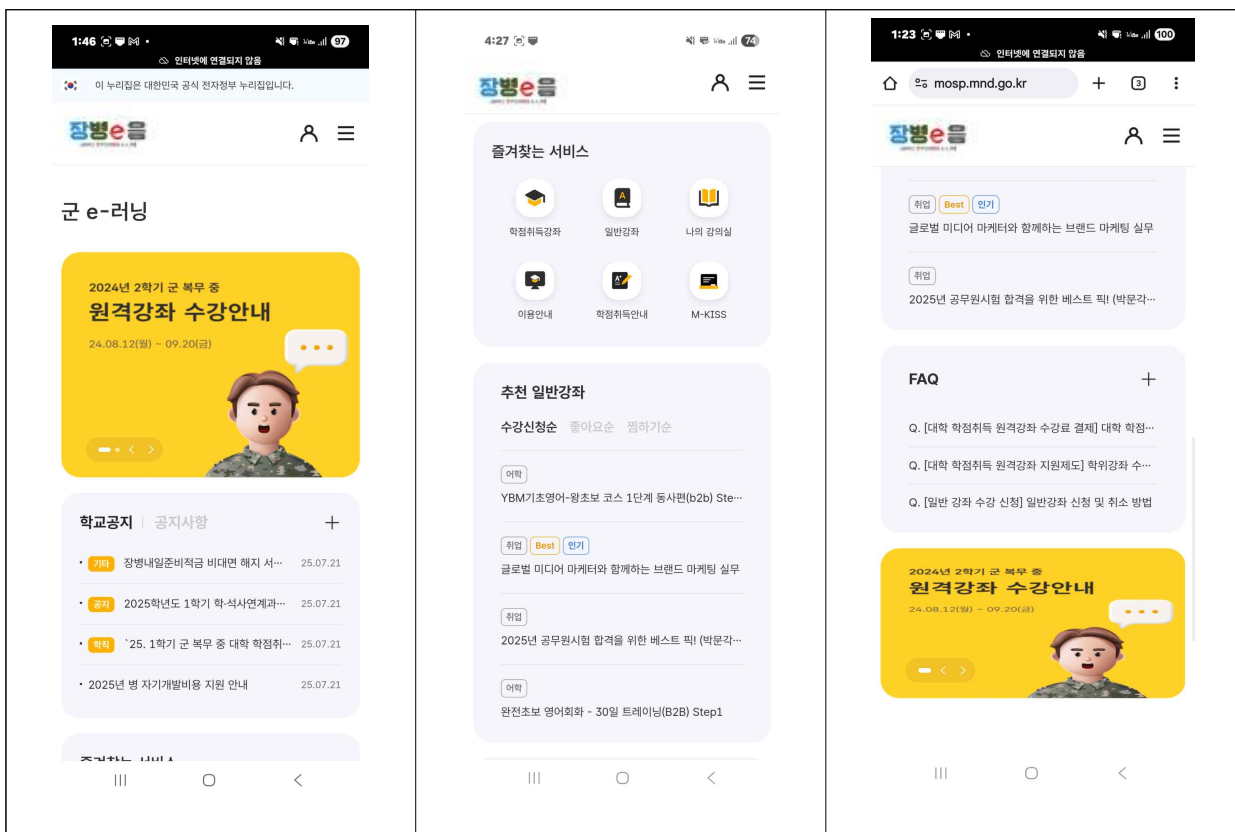 1:46
97
인터넷에 연결되지 않음
이 누리집은 대한민국 공식 전자정부 누리집입니다.
장병e음
군 e-러닝
2024년 2학기 군 복무 중
원격강좌 수강안내
24.08.12(월) ~ 09.20(금)
학교공지 | 공지사항
기타 장병내일준비적금 비대면 해지 서… 25.07.21
공지 2025학년도 1학기 학·석사연계과… 25.07.21
학칙 `25. 1학기 군 복무 중 대학 학점취… 25.07.21
2025년 병 자기개발비용 지원 안내 25.07.21
즐겨찾는 서비스
4:27
74
장병e음
즐겨찾는 서비스
학점취득강좌 일반강좌 나의 강의실
이용안내 학점취득안내 M-KISS
추천 일반강좌
수강신청순 좋아요순 찜하기순
어학
YBM기초영어-왕초보 코스 1단계 동사편(b2b) Ste…
취업 Best 인기
글로벌 미디어 마케터와 함께하는 브랜드 마케팅 실무
취업
2025년 공무원시험 합격을 위한 베스트 픽! (박문각…
어학
완전초보 영어회화 - 30일 트레이닝(B2B) Step1
1:23
100
인터넷에 연결되지 않음
mosp.mnd.go.kr
3
장병e음
취업 Best 인기
글로벌 미디어 마케터와 함께하는 브랜드 마케팅 실무
취업
2025년 공무원시험 합격을 위한 베스트 픽! (박문각…
FAQ
Q. [대학 학점취득 원격강좌 수강료 결제] 대학 학점…
Q. [대학 학점취득 원격강좌 지원제도] 학위강좌 수…
Q. [일반 강좌 수강 신청] 일반강좌 신청 및 취소 방법
2024년 2학기 군 복무 중
원격강좌 수강안내
24.08.12(월) ~ 09.20(금)